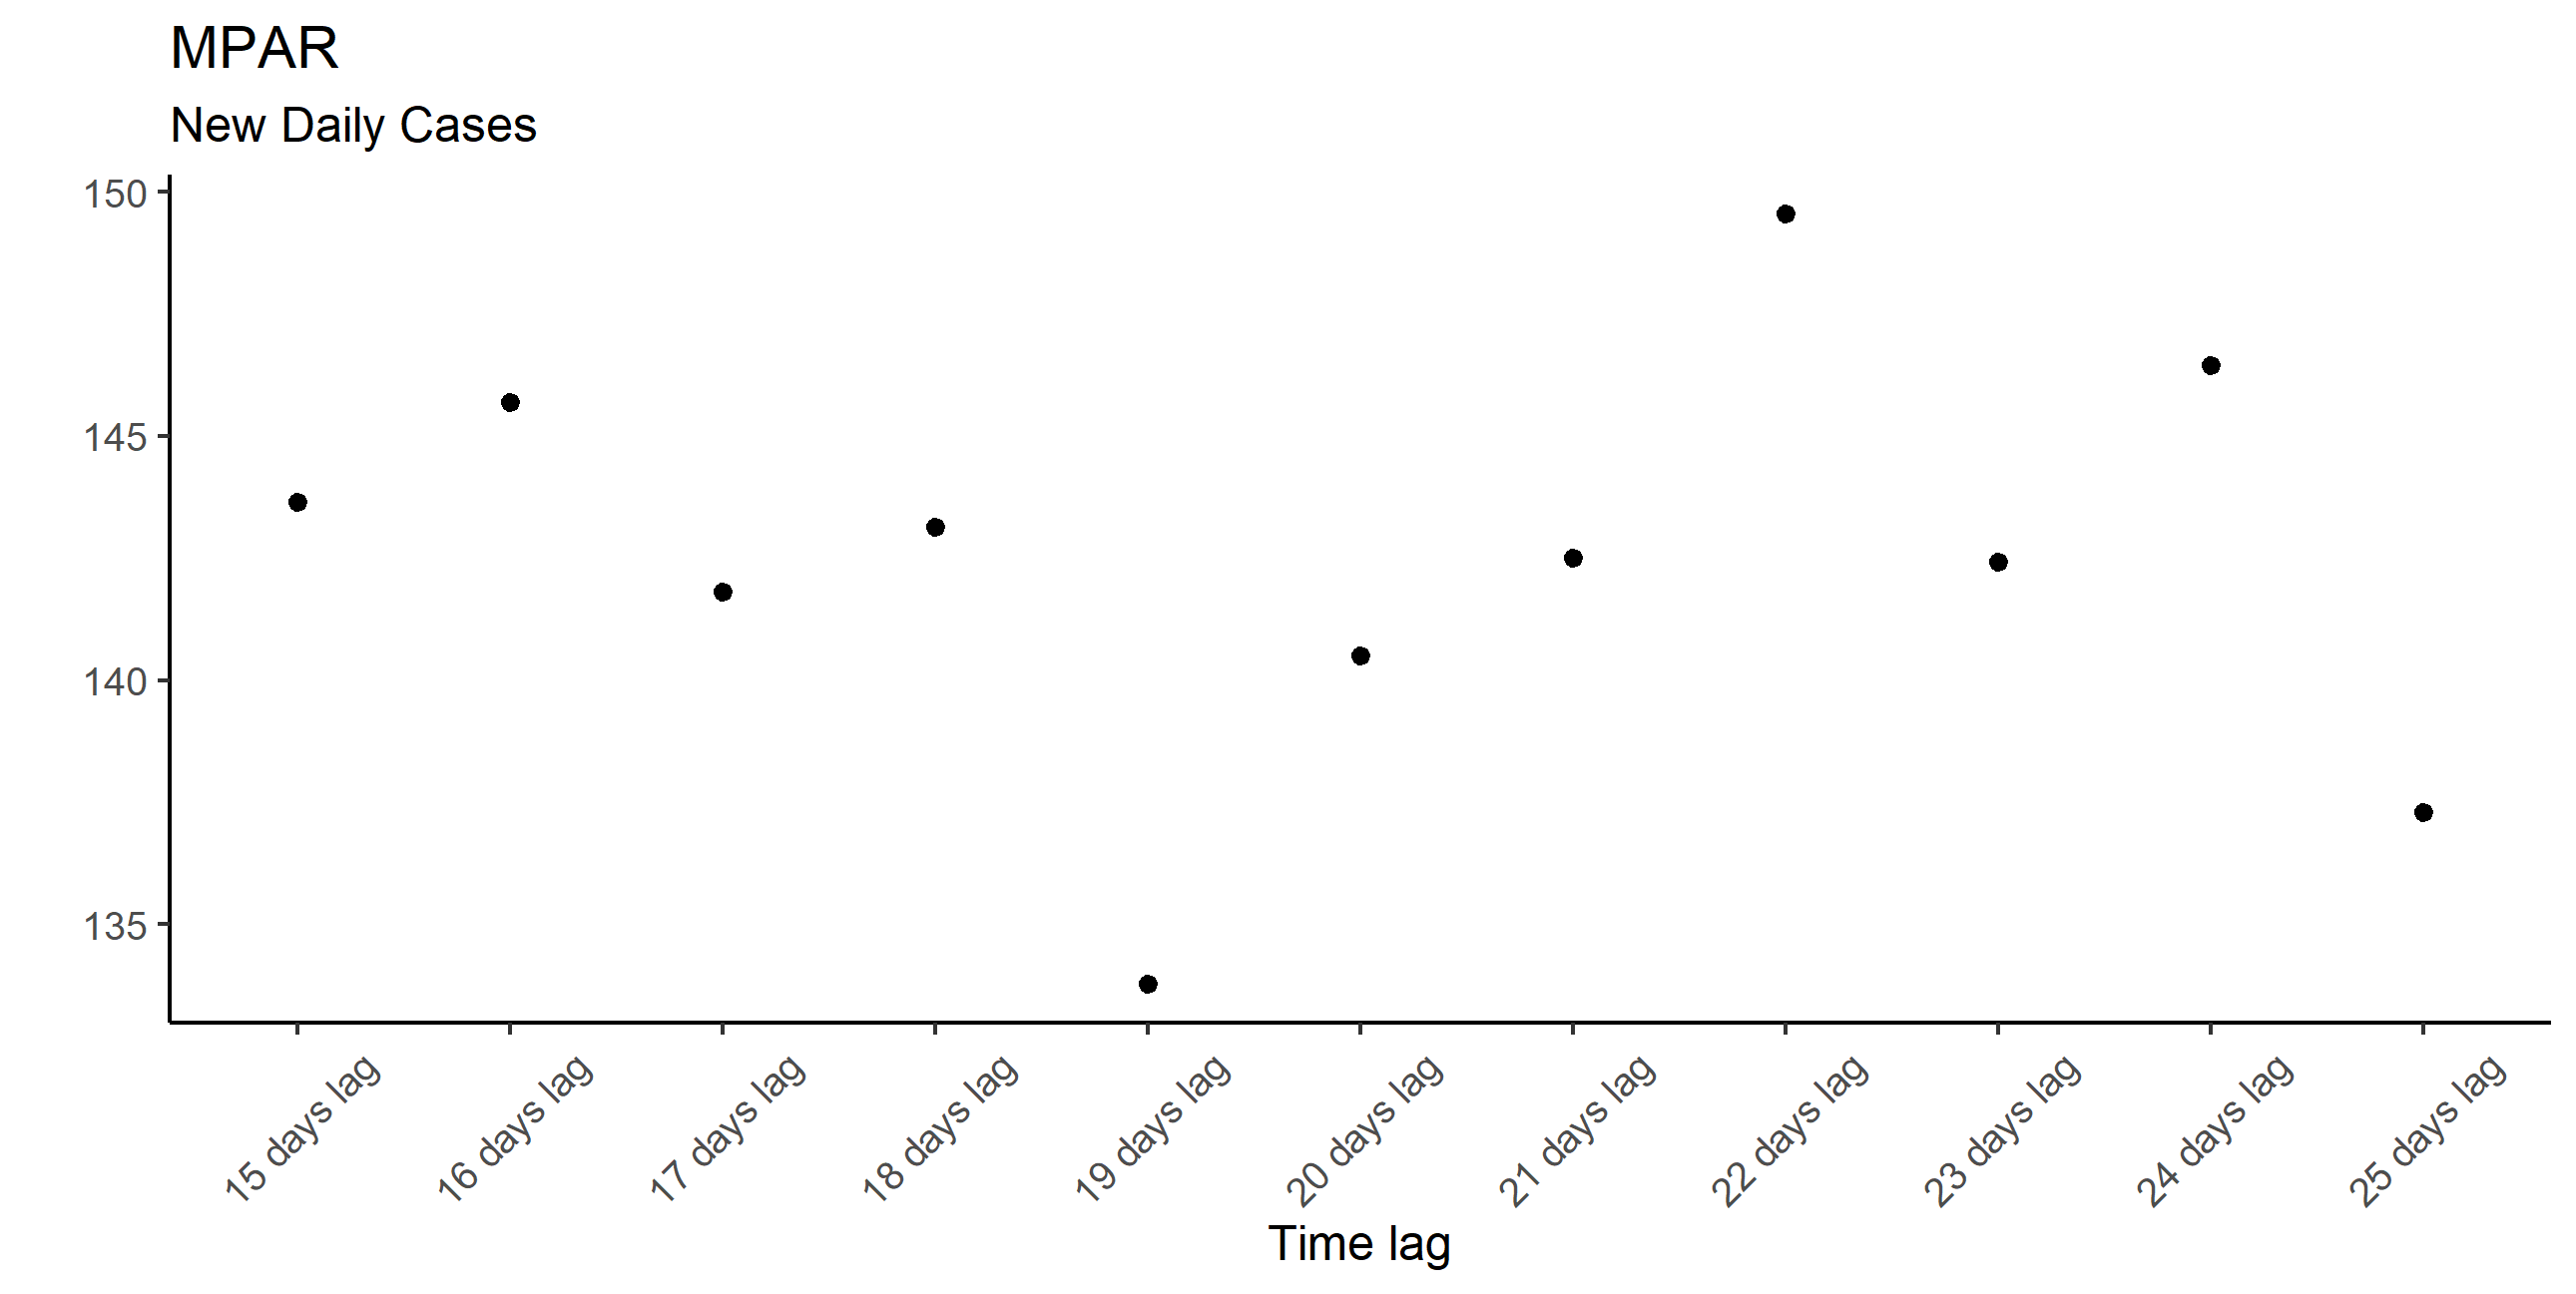 MPAR
New Daily Cases
150
145
140
135
15 days lag
16 days lag
17 days lag
18 days lag
19 days lag
20 days lag
21 days lag
22 days lag
23 days lag
24 days lag
25 days lag
Time lag